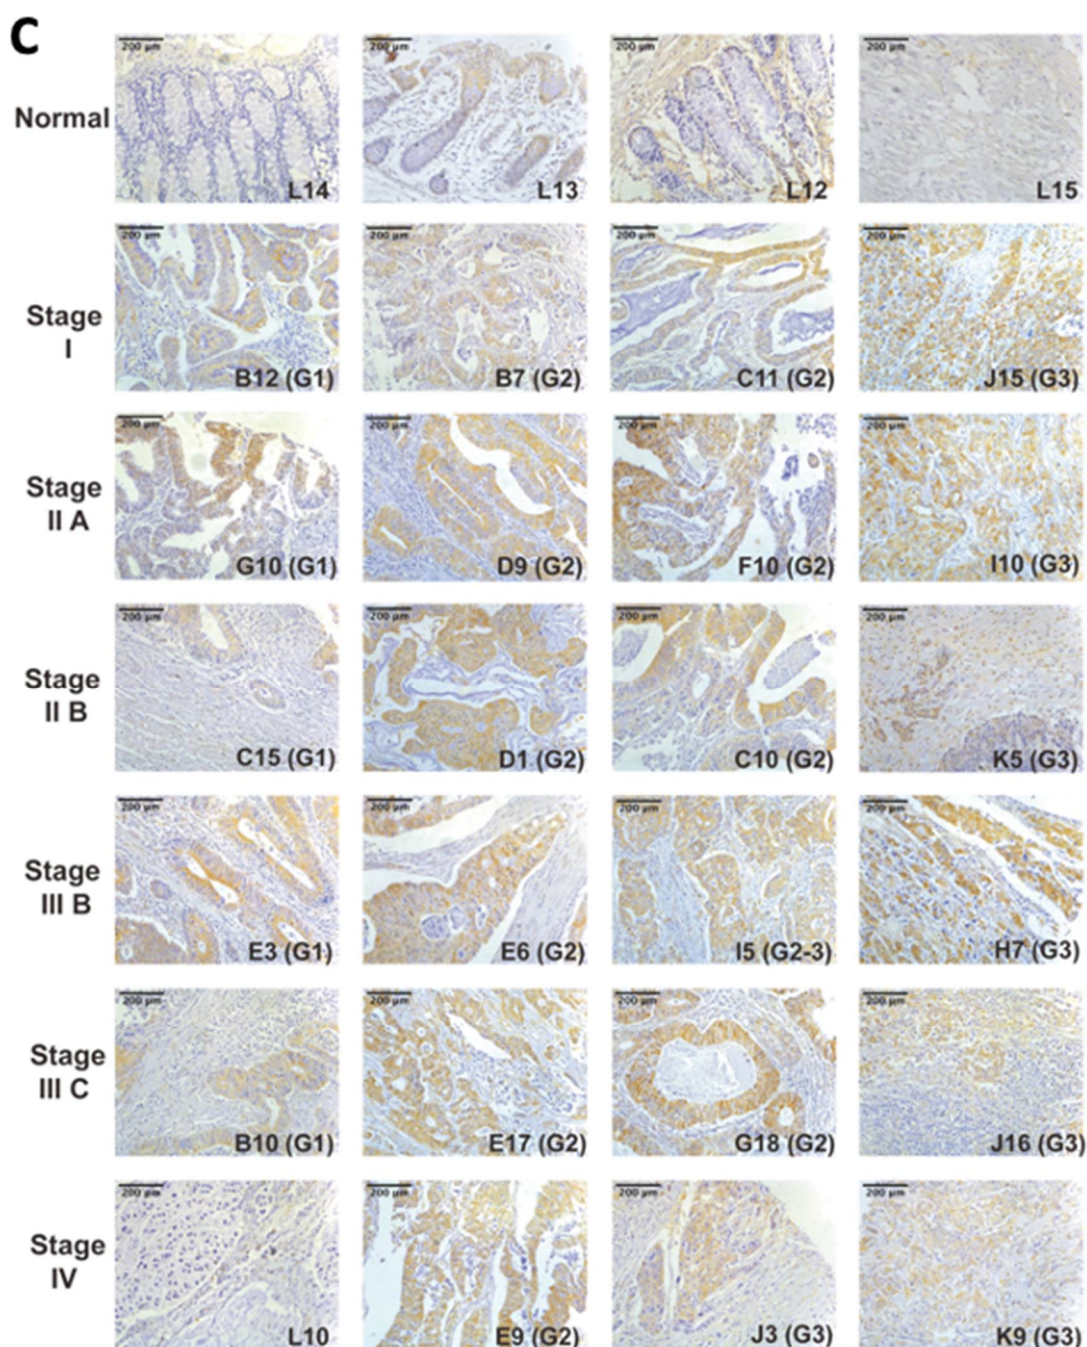 C
200 µm 200 µm 200 µm 200 µm
Normal
L14 L13 L12 L15
200 µm 200 µm 200 µm 200 µm
Stage
I
B12 (G1) B7 (G2) C11 (G2) J15 (G3)
200 µm 200 µm 200 µm 200 µm
Stage
II A
G10 (G1) D9 (G2) F10 (G2) I10 (G3)
200 µm 200 µm 200 µm 200 µm
Stage
II B
C15 (G1) D1 (G2) C10 (G2) K5 (G3)
200 µm 200 µm 200 µm 200 µm
Stage
III B
E3 (G1) E6 (G2) I5 (G2-3) H7 (G3)
200 µm 200 µm 200 µm 200 µm
Stage
III C
B10 (G1) E17 (G2) G18 (G2) J16 (G3)
200 µm 200 µm 200 µm 200 µm
Stage
IV
L10 E9 (G2) J3 (G3) K9 (G3)